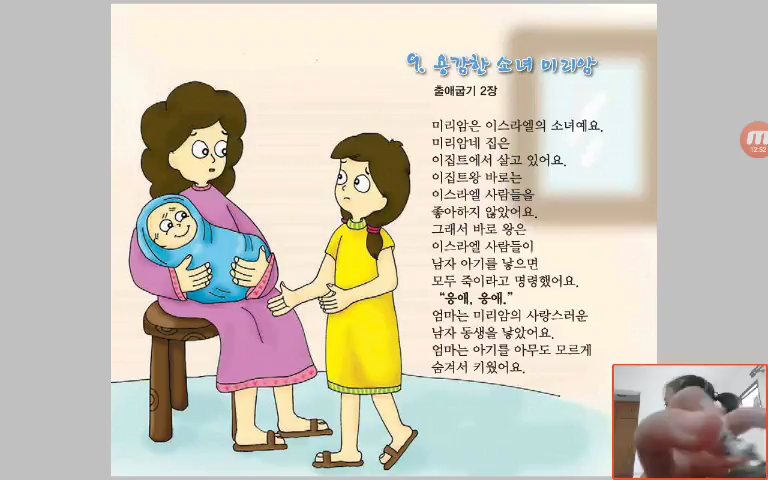 9. 용감한 소녀 미리암
출애굽기 2장
미리암은 이스라엘의 소녀예요.
미리암네 집은
이집트에서 살고 있어요.
이집트왕 바로는
이스라엘 사람들을
좋아하지 않았어요.
그래서 바로 왕은
이스라엘 사람들이
남자 아기를 낳으면
모두 죽이라고 명령했어요.
“응애, 응애.”
엄마는 미리암의 사랑스러운
남자 동생을 낳았어요.
엄마는 아기를 아무도 모르게
숨겨서 키웠어요.
12:52